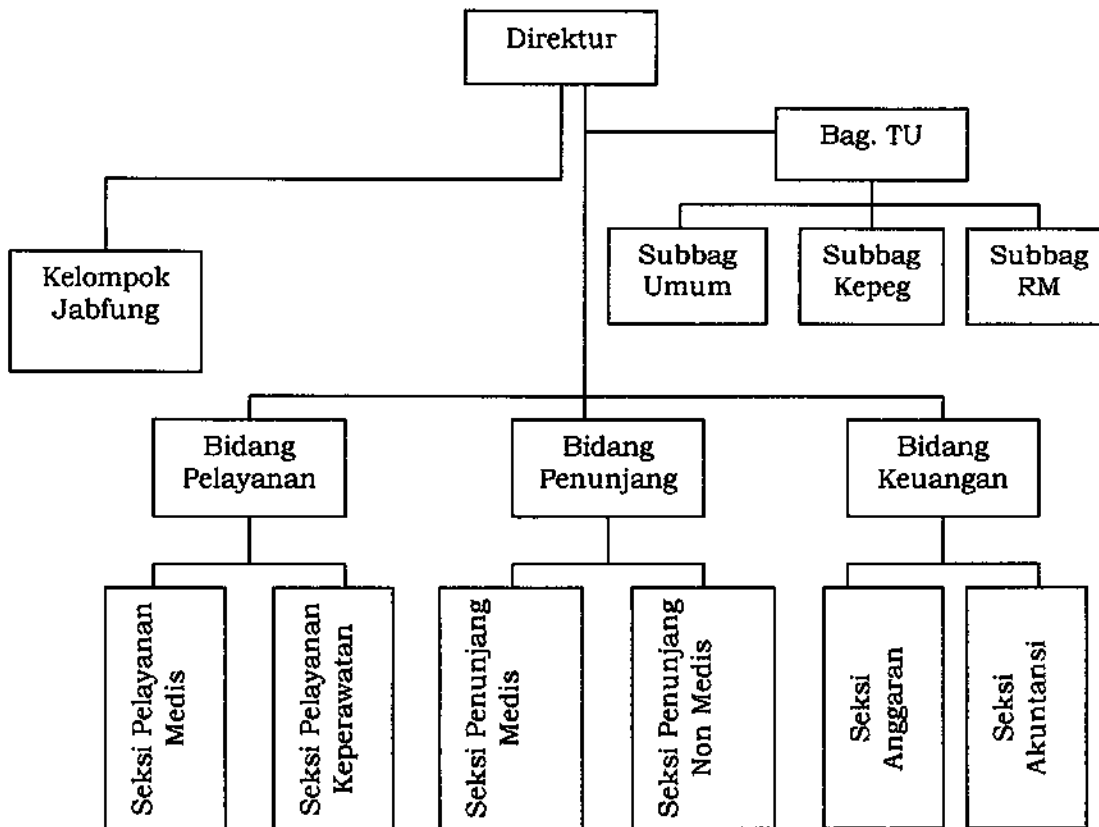 Direktur
Bag. TU
Kelompok
Jabfung
Subbag
Umum
Subbag
Kepeg
Subbag
RM
Bidang
Pelayanan
Bidang
Penunjang
Bidang
Keuangan
Seksi Pelayanan
Medis
Seksi Pelayanan
Keperawatan
Seksi Penunjang
Medis
Seksi Penunjang
Non Medis
Seksi
Anggaran
Seksi
Akuntansi